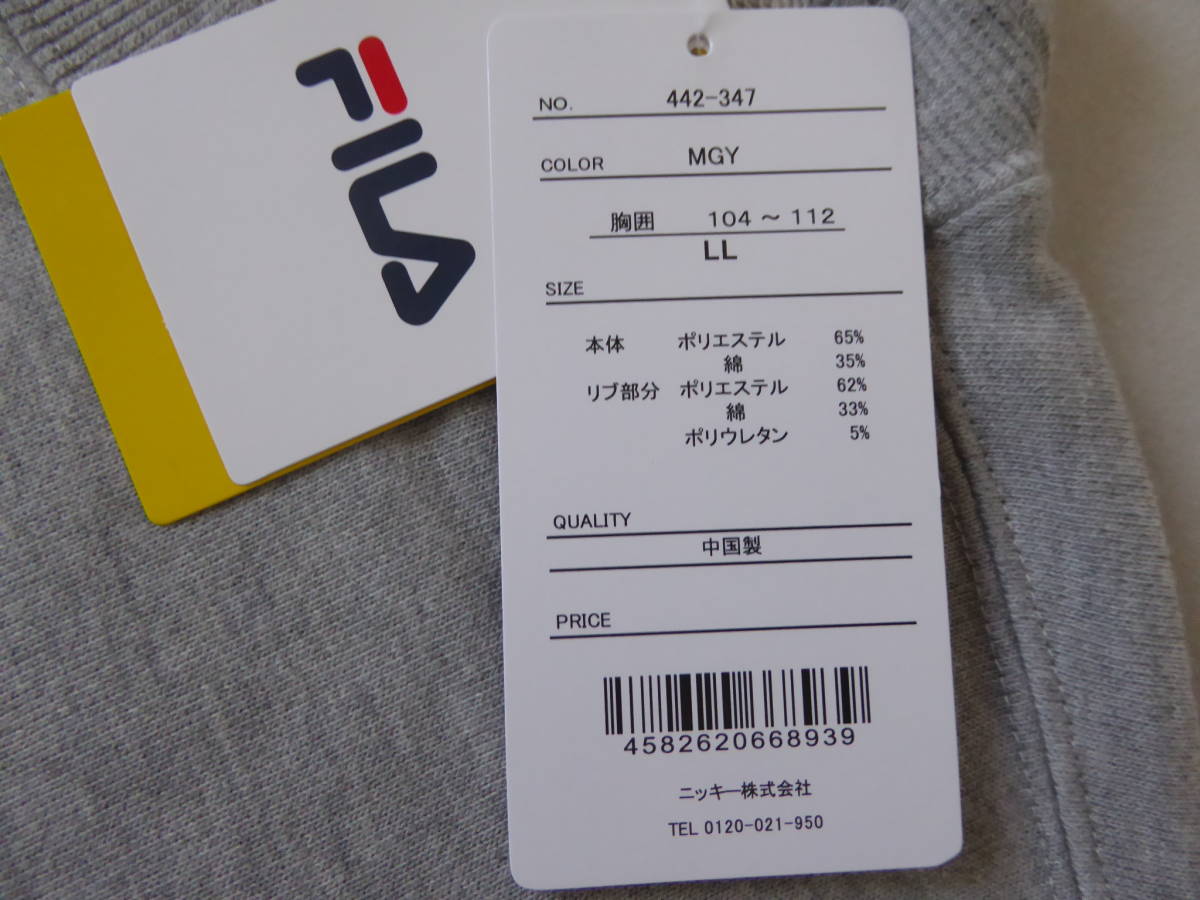 FILA
NO. 442-347
COLOR MGY
胸囲 104 ～ 112
LL
SIZE
本体 ポリエステル 65%
綿 35%
リブ部分 ポリエステル 62%
綿 33%
ポリウレタン 5%
QUALITY
中国製
PRICE
4582620668939
ニッキー株式会社
TEL 0120-021-950